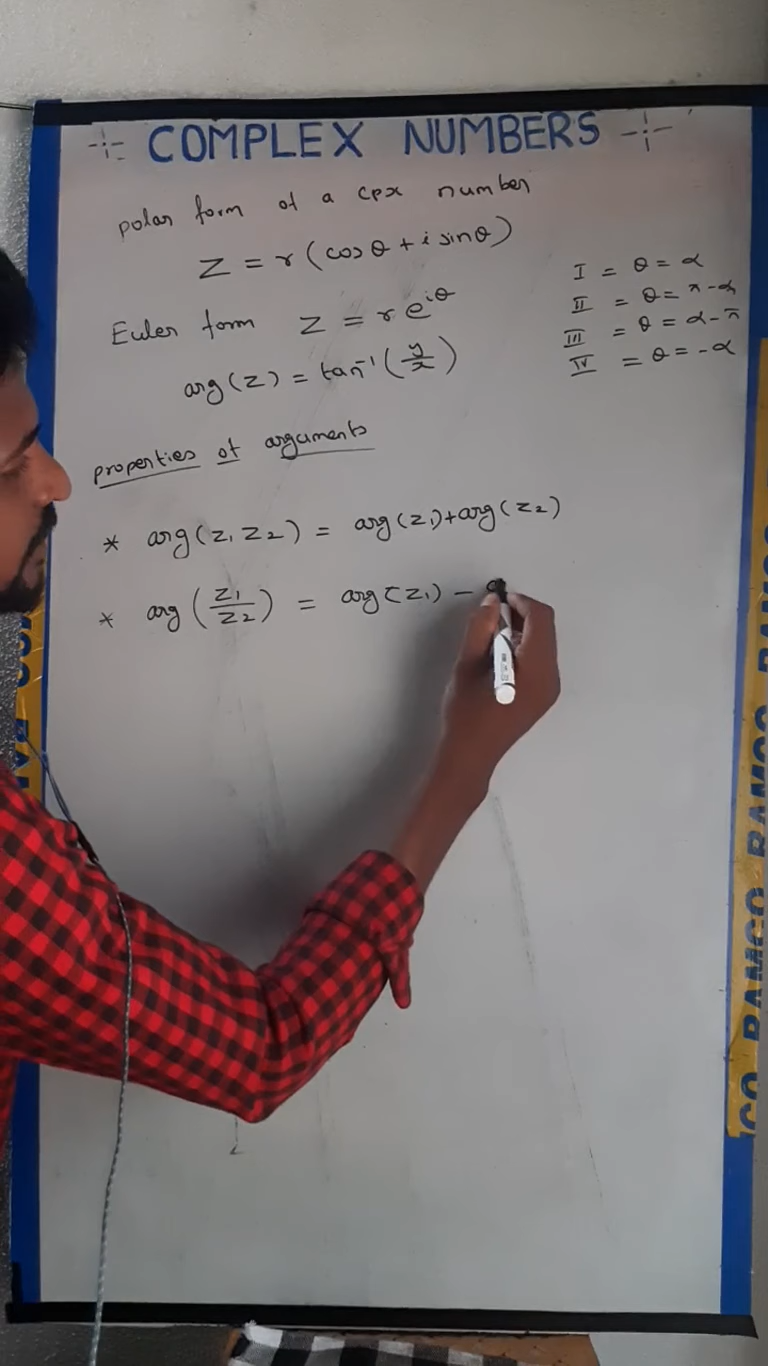 COMPLEX NUMBERS
polar form of a cpx number
Z = r (cos θ + i sin θ)
Euler form Z = r e^{iθ}
arg(z) = tan⁻¹(y/x)
I = θ = α
II = θ = π - α
III = θ = α - π
IV = θ = -α
properties of arguments
* arg(z₁ z₂) = arg(z₁)+arg(z₂)
* arg(z₁/z₂) = arg(z₁) -
RAMCO